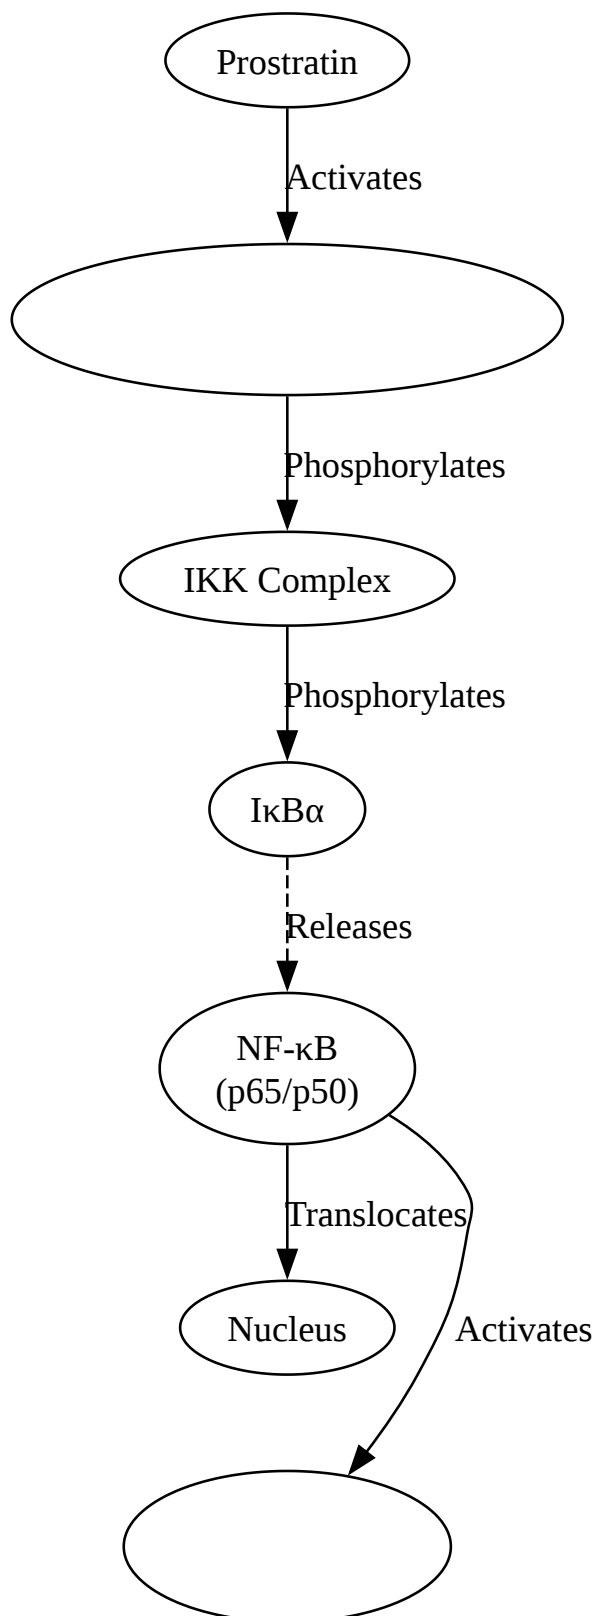 Prostratin
Activates
Phosphorylates
IKK Complex
Phosphorylates
IκBα
Releases
NF-κB
(p65/p50)
Translocates
Nucleus
Activates